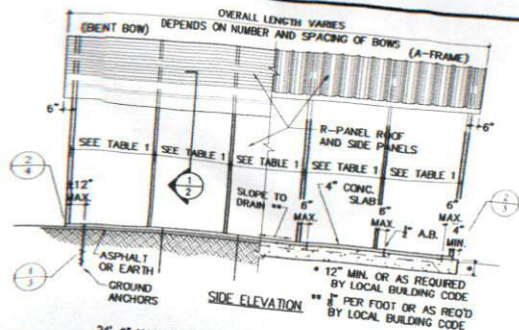 OVERALL LENGTH VARIES
DEPENDS ON NUMBER AND SPACING OF BOWS
(BENT BOW)
(A-FRAME)
6"
6"
R-PANEL ROOF
AND SIDE PANELS
SEE TABLE 1
SEE TABLE 1
SEE TABLE 1
SEE TABLE 1
SEE TABLE 1
2
4
1
2
12"
MAX.
SLOPE TO
DRAIN **
4" CONC.
SLAB
6"
MAX.
6"
MAX.
6"
MAX.
A.B.
4"
MIN.
2
3
ASPHALT
OR EARTH
GROUND
ANCHORS
3
SIDE ELEVATION
* 12" MIN. OR AS REQUIRED
BY LOCAL BUILDING CODE
** PER FOOT OR AS REQ'D
BY LOCAL BUILDING CODE